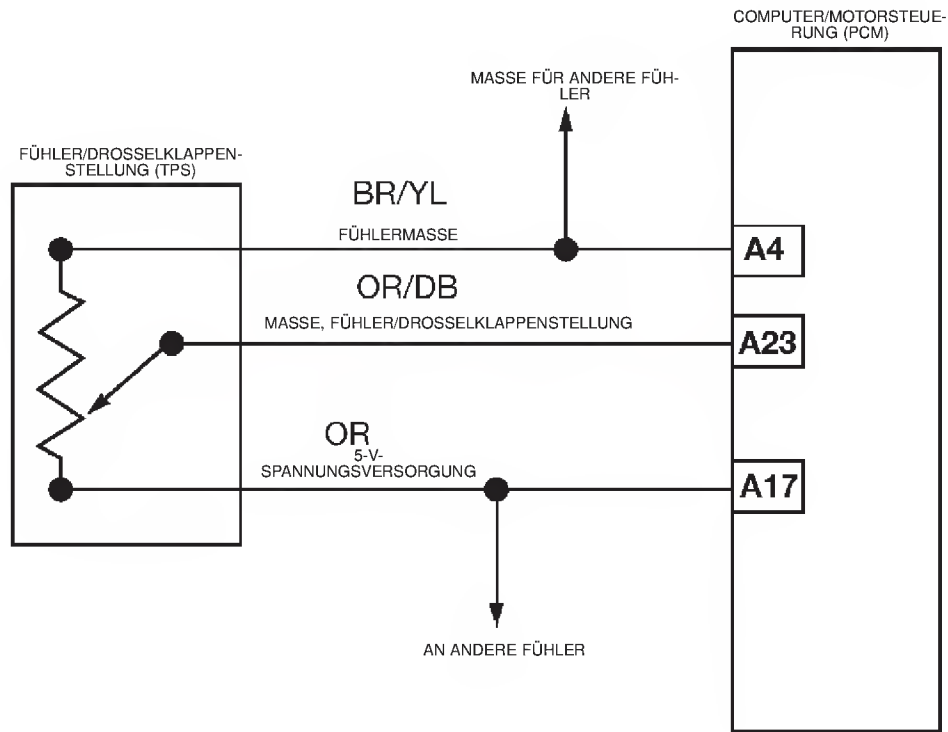 COMPUTER/MOTORSTEUE-
RUNG (PCM)
MASSE FÜR ANDERE FÜH-
LER
FÜHLER/DROSSELKLAPPEN-
STELLUNG (TPS)
BR/YL
FÜHLERMASSE
A4
OR/DB
MASSE, FÜHLER/DROSSELKLAPPENSTELLUNG
A23
OR
5-V-
SPANNUNGSVERSORGUNG
A17
AN ANDERE FÜHLER